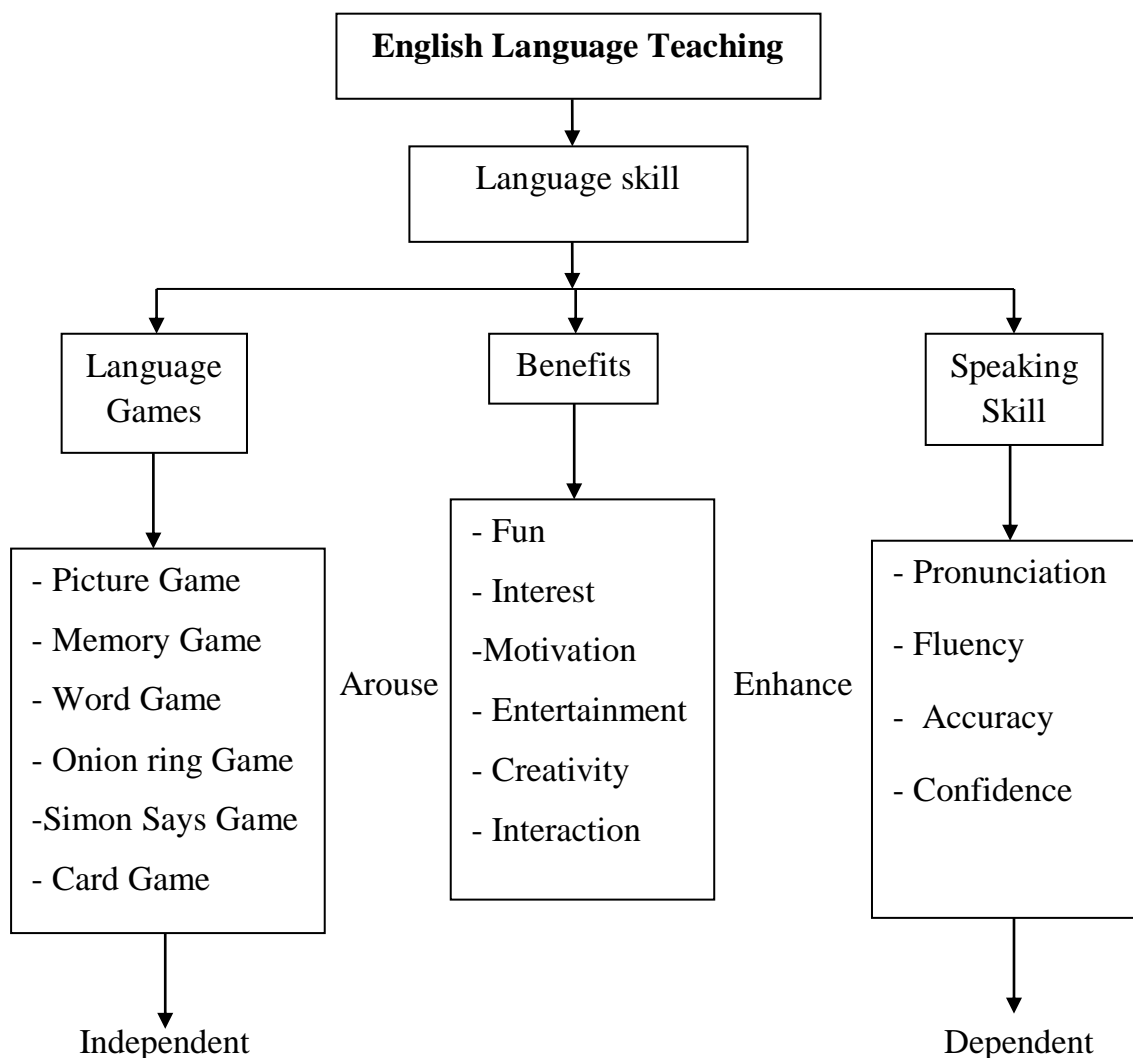 English Language Teaching
Language skill
Language
Games
Benefits
Speaking
Skill
- Picture Game
- Memory Game
- Word Game
- Onion ring Game
-Simon Says Game
- Card Game
Arouse
- Fun
- Interest
-Motivation
- Entertainment
- Creativity
- Interaction
Enhance
- Pronunciation
- Fluency
- Accuracy
- Confidence
Independent
Dependent